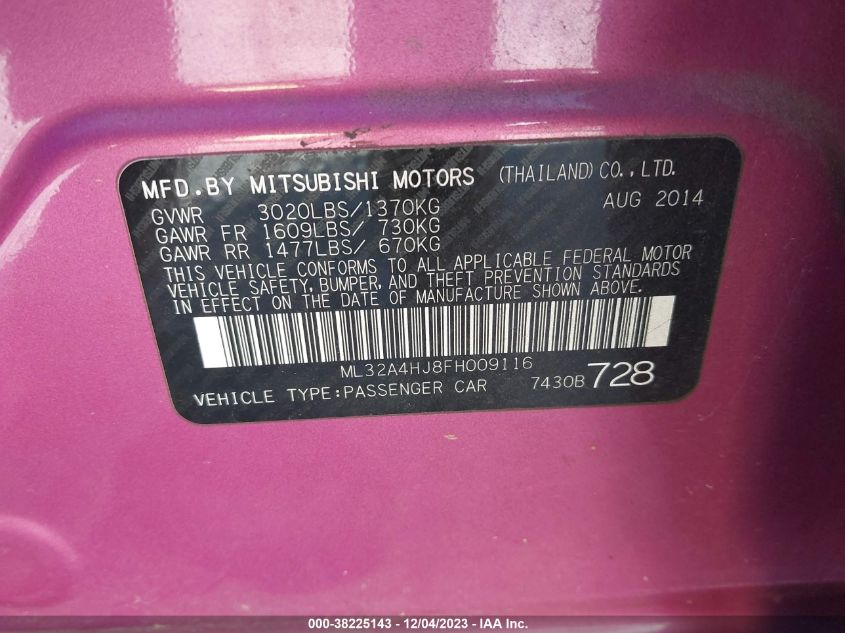 MFD.BY MITSUBISHI MOTORS (THAILAND) CO., LTD.
GVWR 3020LBS/1370KG AUG 2014
GAWR FR 1609LBS/ 730KG
GAWR RR 1477LBS/ 670KG
THIS VEHICLE CONFORMS TO ALL APPLICABLE FEDERAL MOTOR
VEHICLE SAFETY, BUMPER, AND THEFT PREVENTION STANDARDS
IN EFFECT ON THE DATE OF MANUFACTURE SHOWN ABOVE.
ML32A4HJ8FH009116
VEHICLE TYPE:PASSENGER CAR 7430B 728
000-38225143 - 12/04/2023 - IAA Inc.